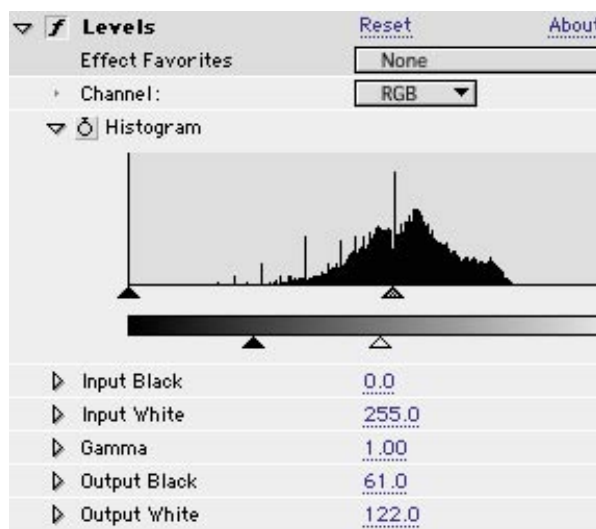 f Levels Reset About
Effect Favorites None
Channel: RGB
Histogram
Input Black 0.0
Input White 255.0
Gamma 1.00
Output Black 61.0
Output White 122.0